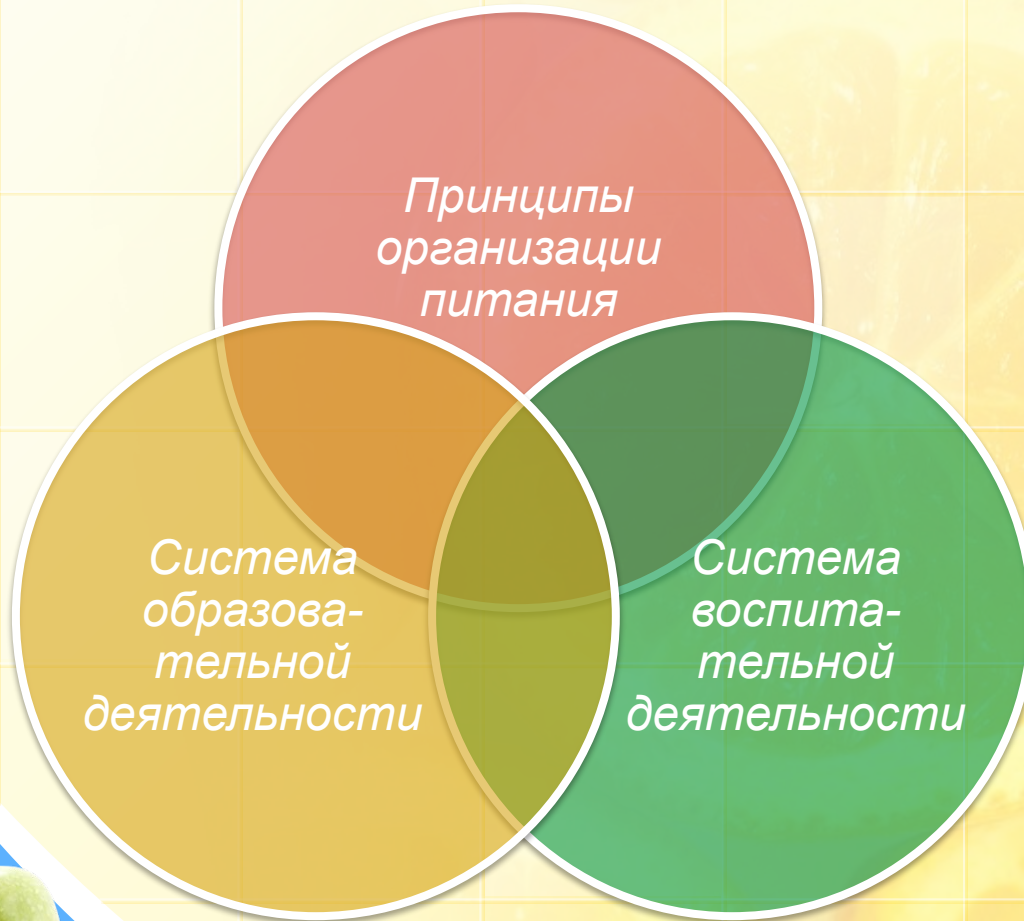 Принципы
организации
питания
Система
образова-
тельной
деятельности
Система
воспита-
тельной
деятельности